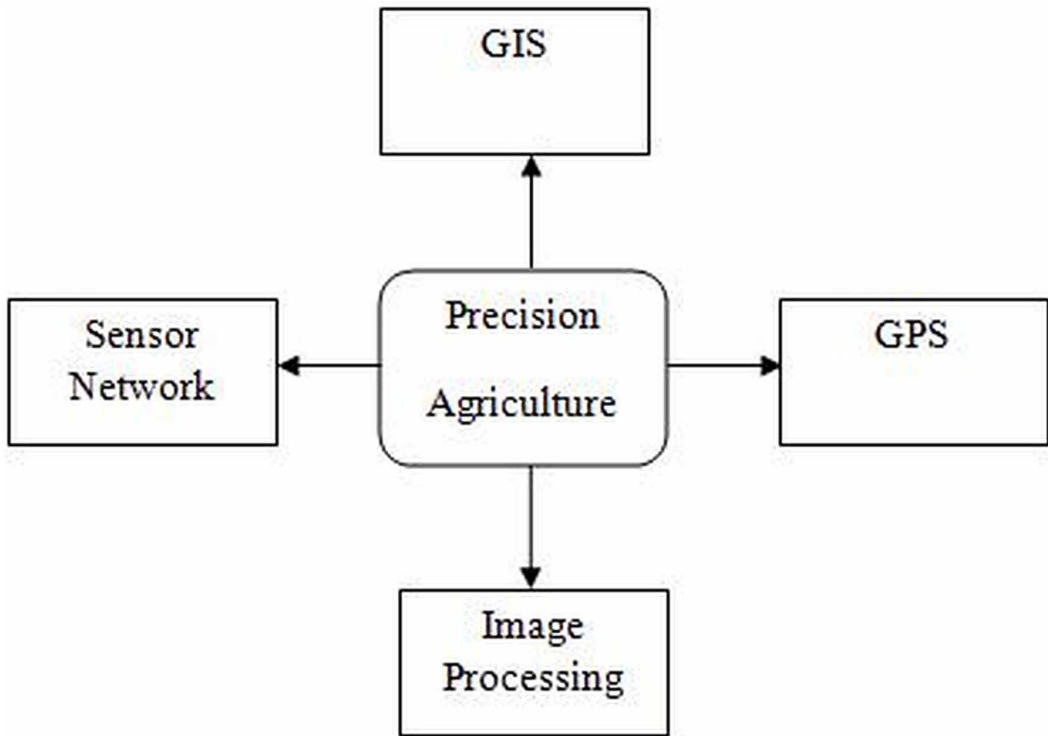 GIS
Precision
Agriculture
Sensor
Network
GPS
Image
Processing